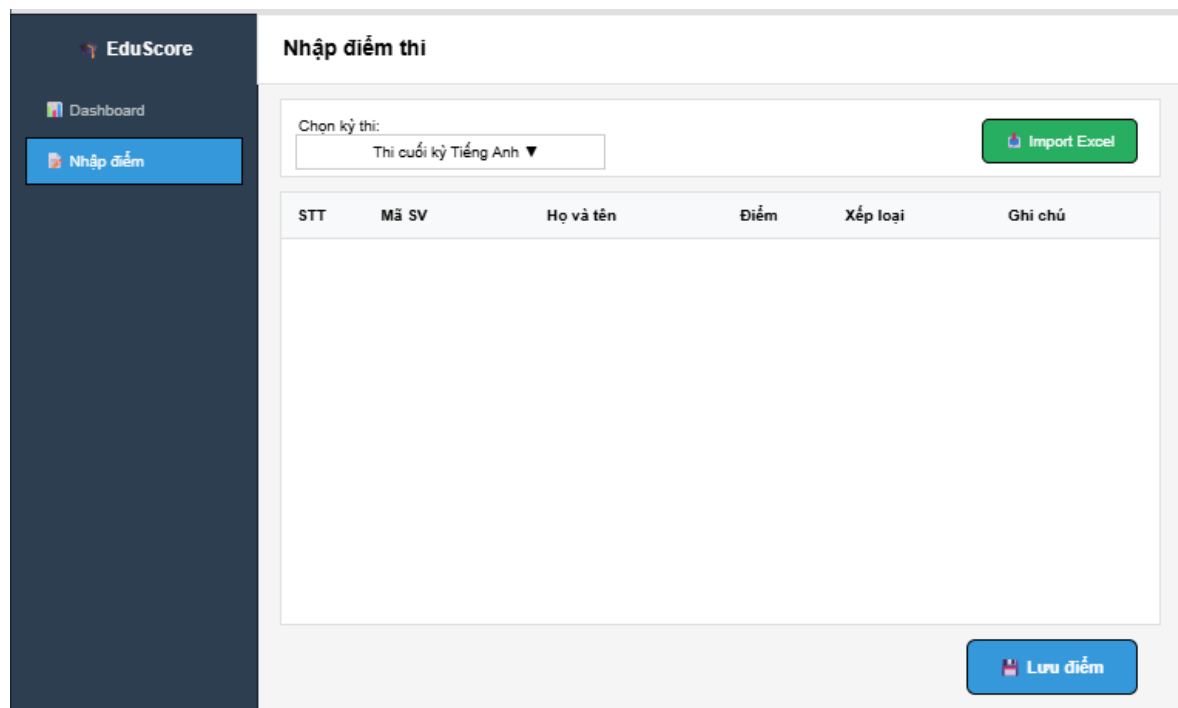 EduScore
Nhập điểm thi
Dashboard
Nhập điểm
Chọn kỳ thi:
Thi cuối kỳ Tiếng Anh ▼
Import Excel
STT Mã SV Họ và tên Điểm Xếp loại Ghi chú
Lưu điểm